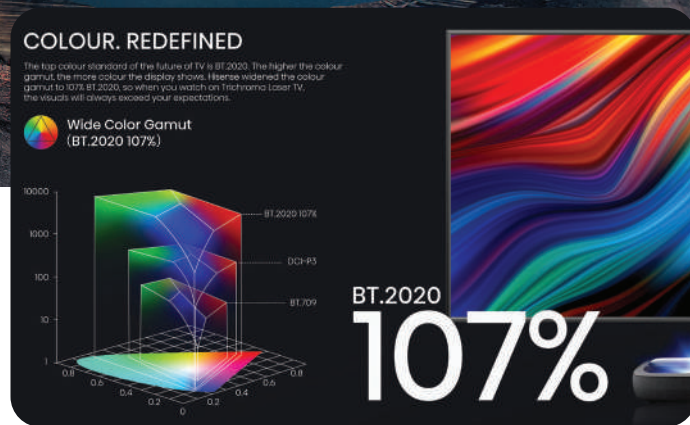 COLOUR. REDEFINED
The top colour standard of the future of TV is BT.2020. The higher the colour
gamut, the more colour the display shows. Hisense widened the colour
gamut to 107% BT.2020, so when you watch on Trichroma Laser TV,
the visuals will always exceed your expectations.
Wide Color Gamut
(BT.2020 107%)
10000
1000
100
10
1
BT.2020 107%
DCI-P3
BT.709
0.8
0.6
0.4
0.2
0
0.2
0.4
0.6
0.8
BT.2020
107%